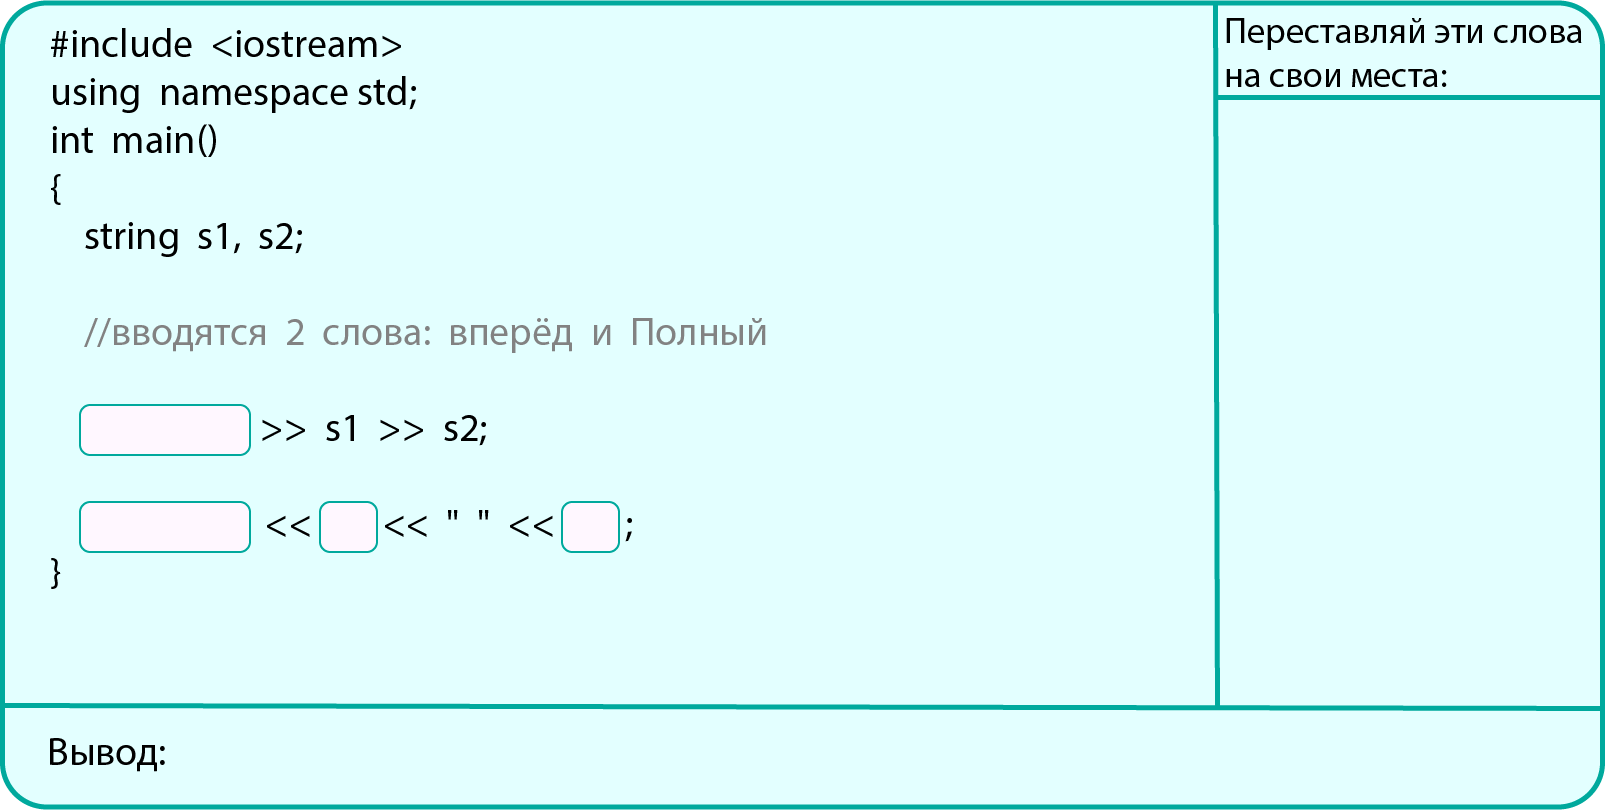 #include <iostream>
using namespace std;
int main()
{
string s1, s2;
//вводятся 2 слова: вперёд и Полный
>> s1 >> s2;
<< << " " << ;
}
Переставляй эти слова
на свои места:
Вывод: